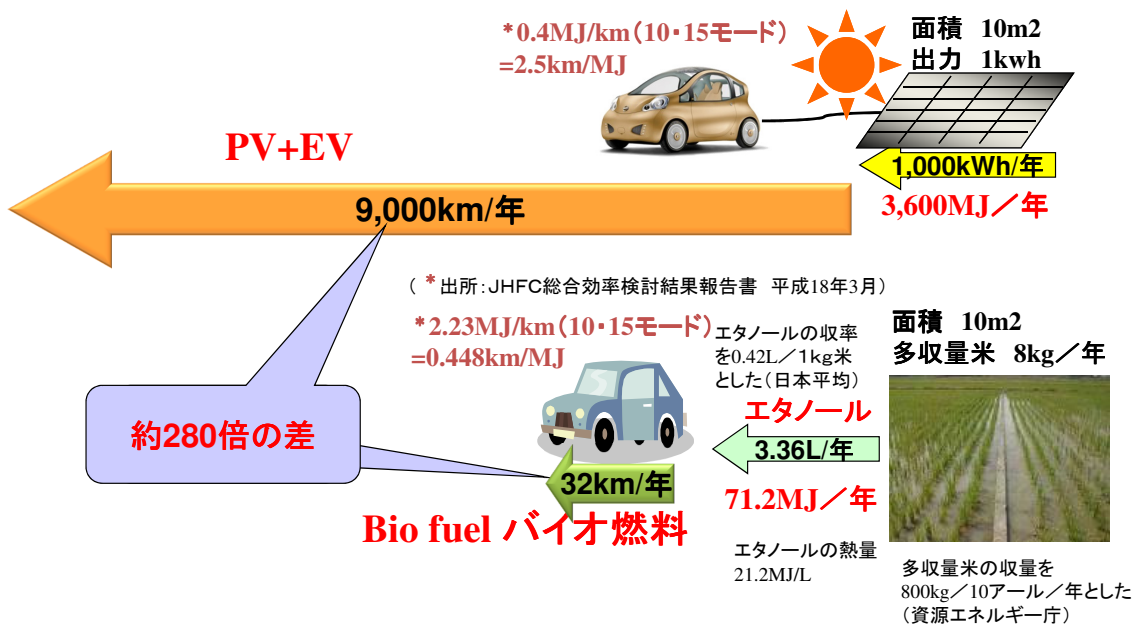 *0.4MJ/km(10・15モード)
=2.5km/MJ
面積 10m2
出力 1kwh
PV+EV
1,000kWh/年
3,600MJ/年
9,000km/年
( *出所:JHFC総合効率検討結果報告書 平成18年3月)
*2.23MJ/km(10・15モード)
=0.448km/MJ
エタノールの収率
を0.42L/1kg米
とした(日本平均)
面積 10m2
多収量米 8kg/年
約280倍の差
エタノール
3.36L/年
71.2MJ/年
32km/年
Bio fuel バイオ燃料
エタノールの熱量
21.2MJ/L
多収量米の収量を
800kg/10アール/年とした
(資源エネルギー庁)